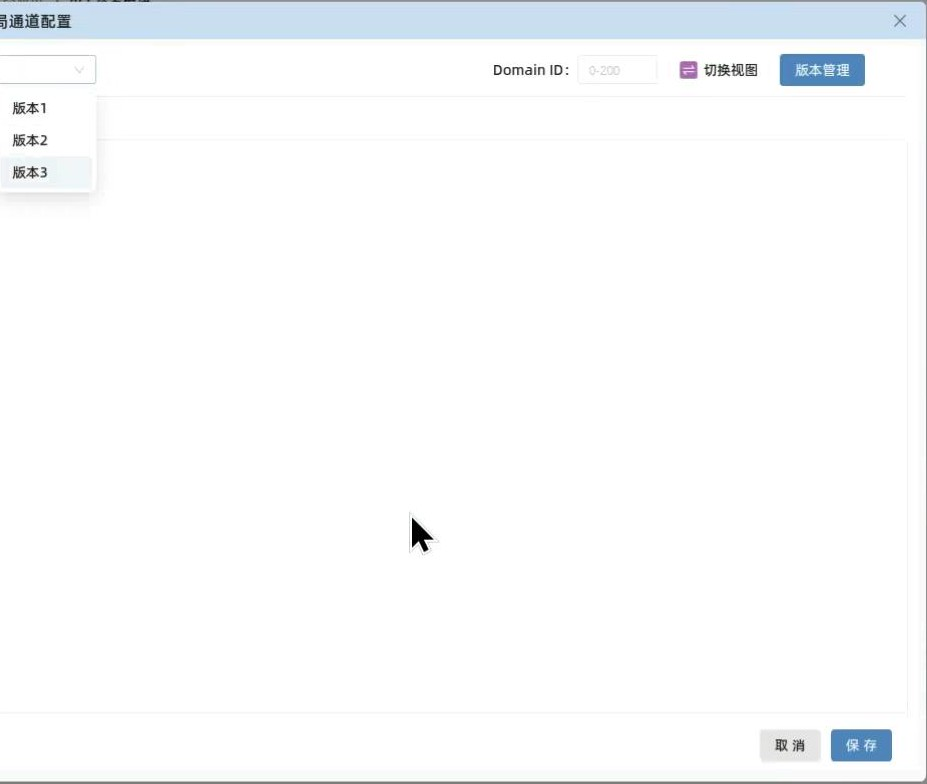 局通道配置
Domain ID：
0-200
切换视图
版本管理
版本1
版本2
版本3
取 消
保 存